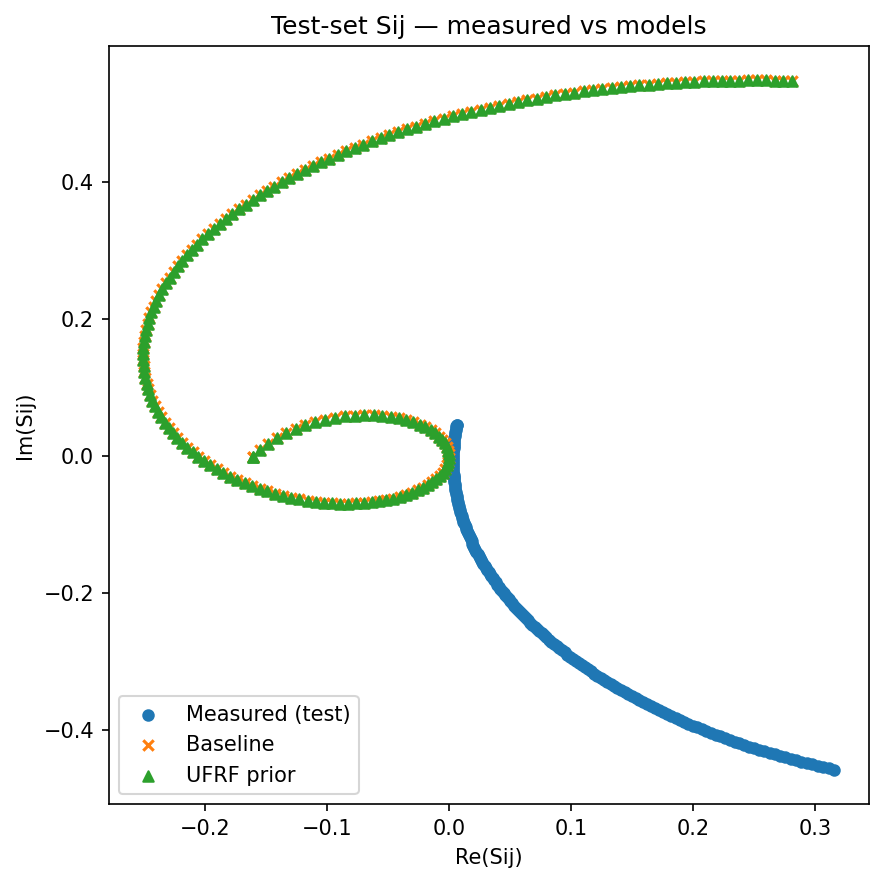 Test-set Sij — measured vs models
Im(Sij)
0.4
0.2
0.0
−0.2
−0.4
Measured (test)
Baseline
UFRF prior
−0.2 −0.1 0.0 0.1 0.2 0.3
Re(Sij)